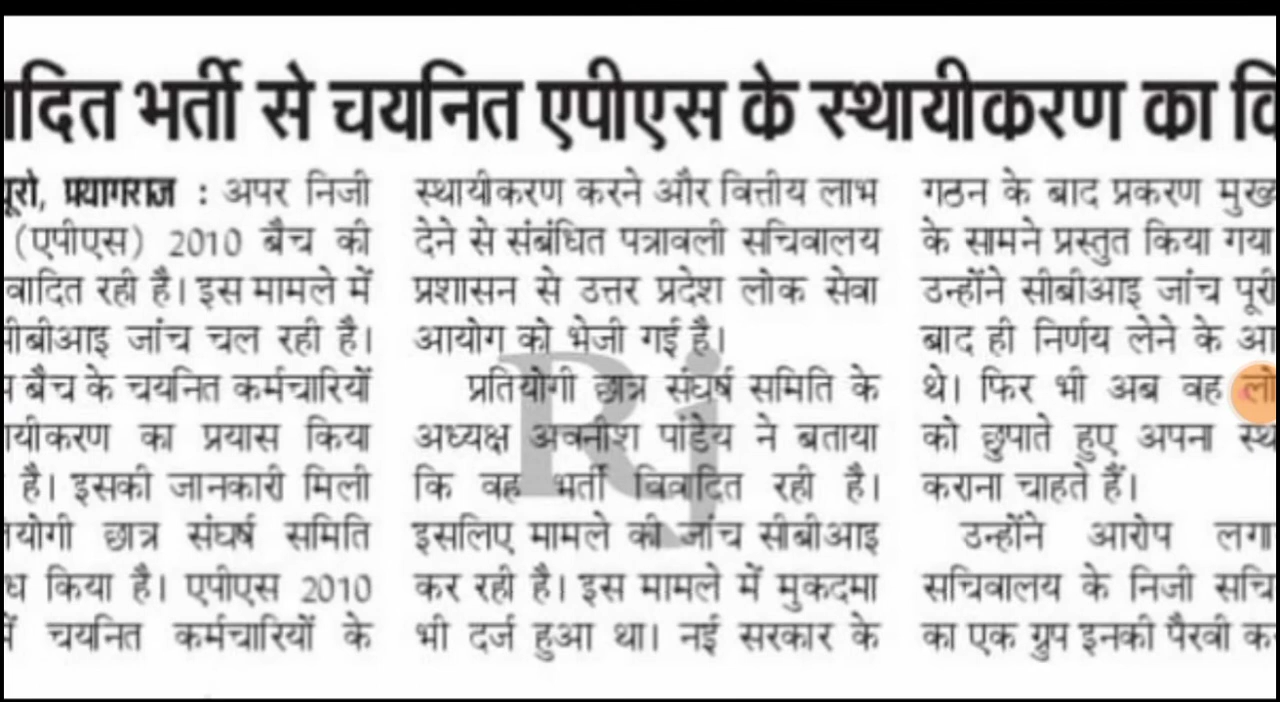 ादित भर्ती से चयनित एपीएस के स्थायीकरण का वि
यूरो, प्रयागराज : अपर निजी
(एपीएस) 2010 बैच की
वादित रही है। इस मामले में
ीबीआइ जांच चल रही है।
बैच के चयनित कर्मचारियों
ायीकरण का प्रयास किया
है। इसकी जानकारी मिली
तियोगी छात्र संघर्ष समिति
ध किया है। एपीएस 2010
में चयनित कर्मचारियों के
स्थायीकरण करने और वित्तीय लाभ
देने से संबंधित पत्रावली सचिवालय
प्रशासन से उत्तर प्रदेश लोक सेवा
आयोग को भेजी गई है।
प्रतियोगी छात्र संघर्ष समिति के
अध्यक्ष अवनीश पांडेय ने बताया
कि वह भर्ती विवादित रही है।
इसलिए मामले की जांच सीबीआइ
कर रही है। इस मामले में मुकदमा
भी दर्ज हुआ था। नई सरकार के
गठन के बाद प्रकरण मुख्य
के सामने प्रस्तुत किया गया
उन्होंने सीबीआइ जांच पूरी
बाद ही निर्णय लेने के आ
थे। फिर भी अब वह लो
को छुपाते हुए अपना स्थ
कराना चाहते हैं।
उन्होंने आरोप लगा
सचिवालय के निजी सचि
का एक ग्रुप इनकी पैरवी क
Rj